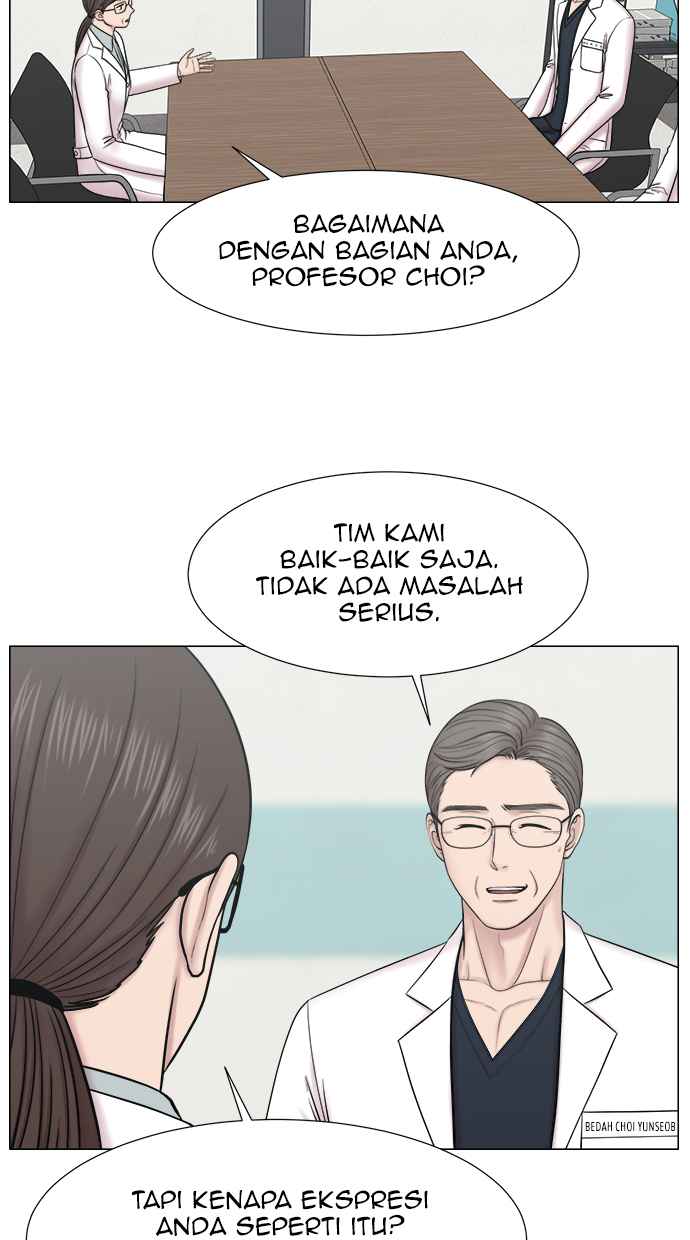 BAGAIMANA
DENGAN BAGIAN ANDA,
PROFESOR CHOI?
TIM KAMI
BAIK-BAIK SAJA.
TIDAK ADA MASALAH
SERIUS.
BEDAH CHOI YUNSEOB
TAPI KENAPA EKSPRESI
ANDA SEPERTI ITU?